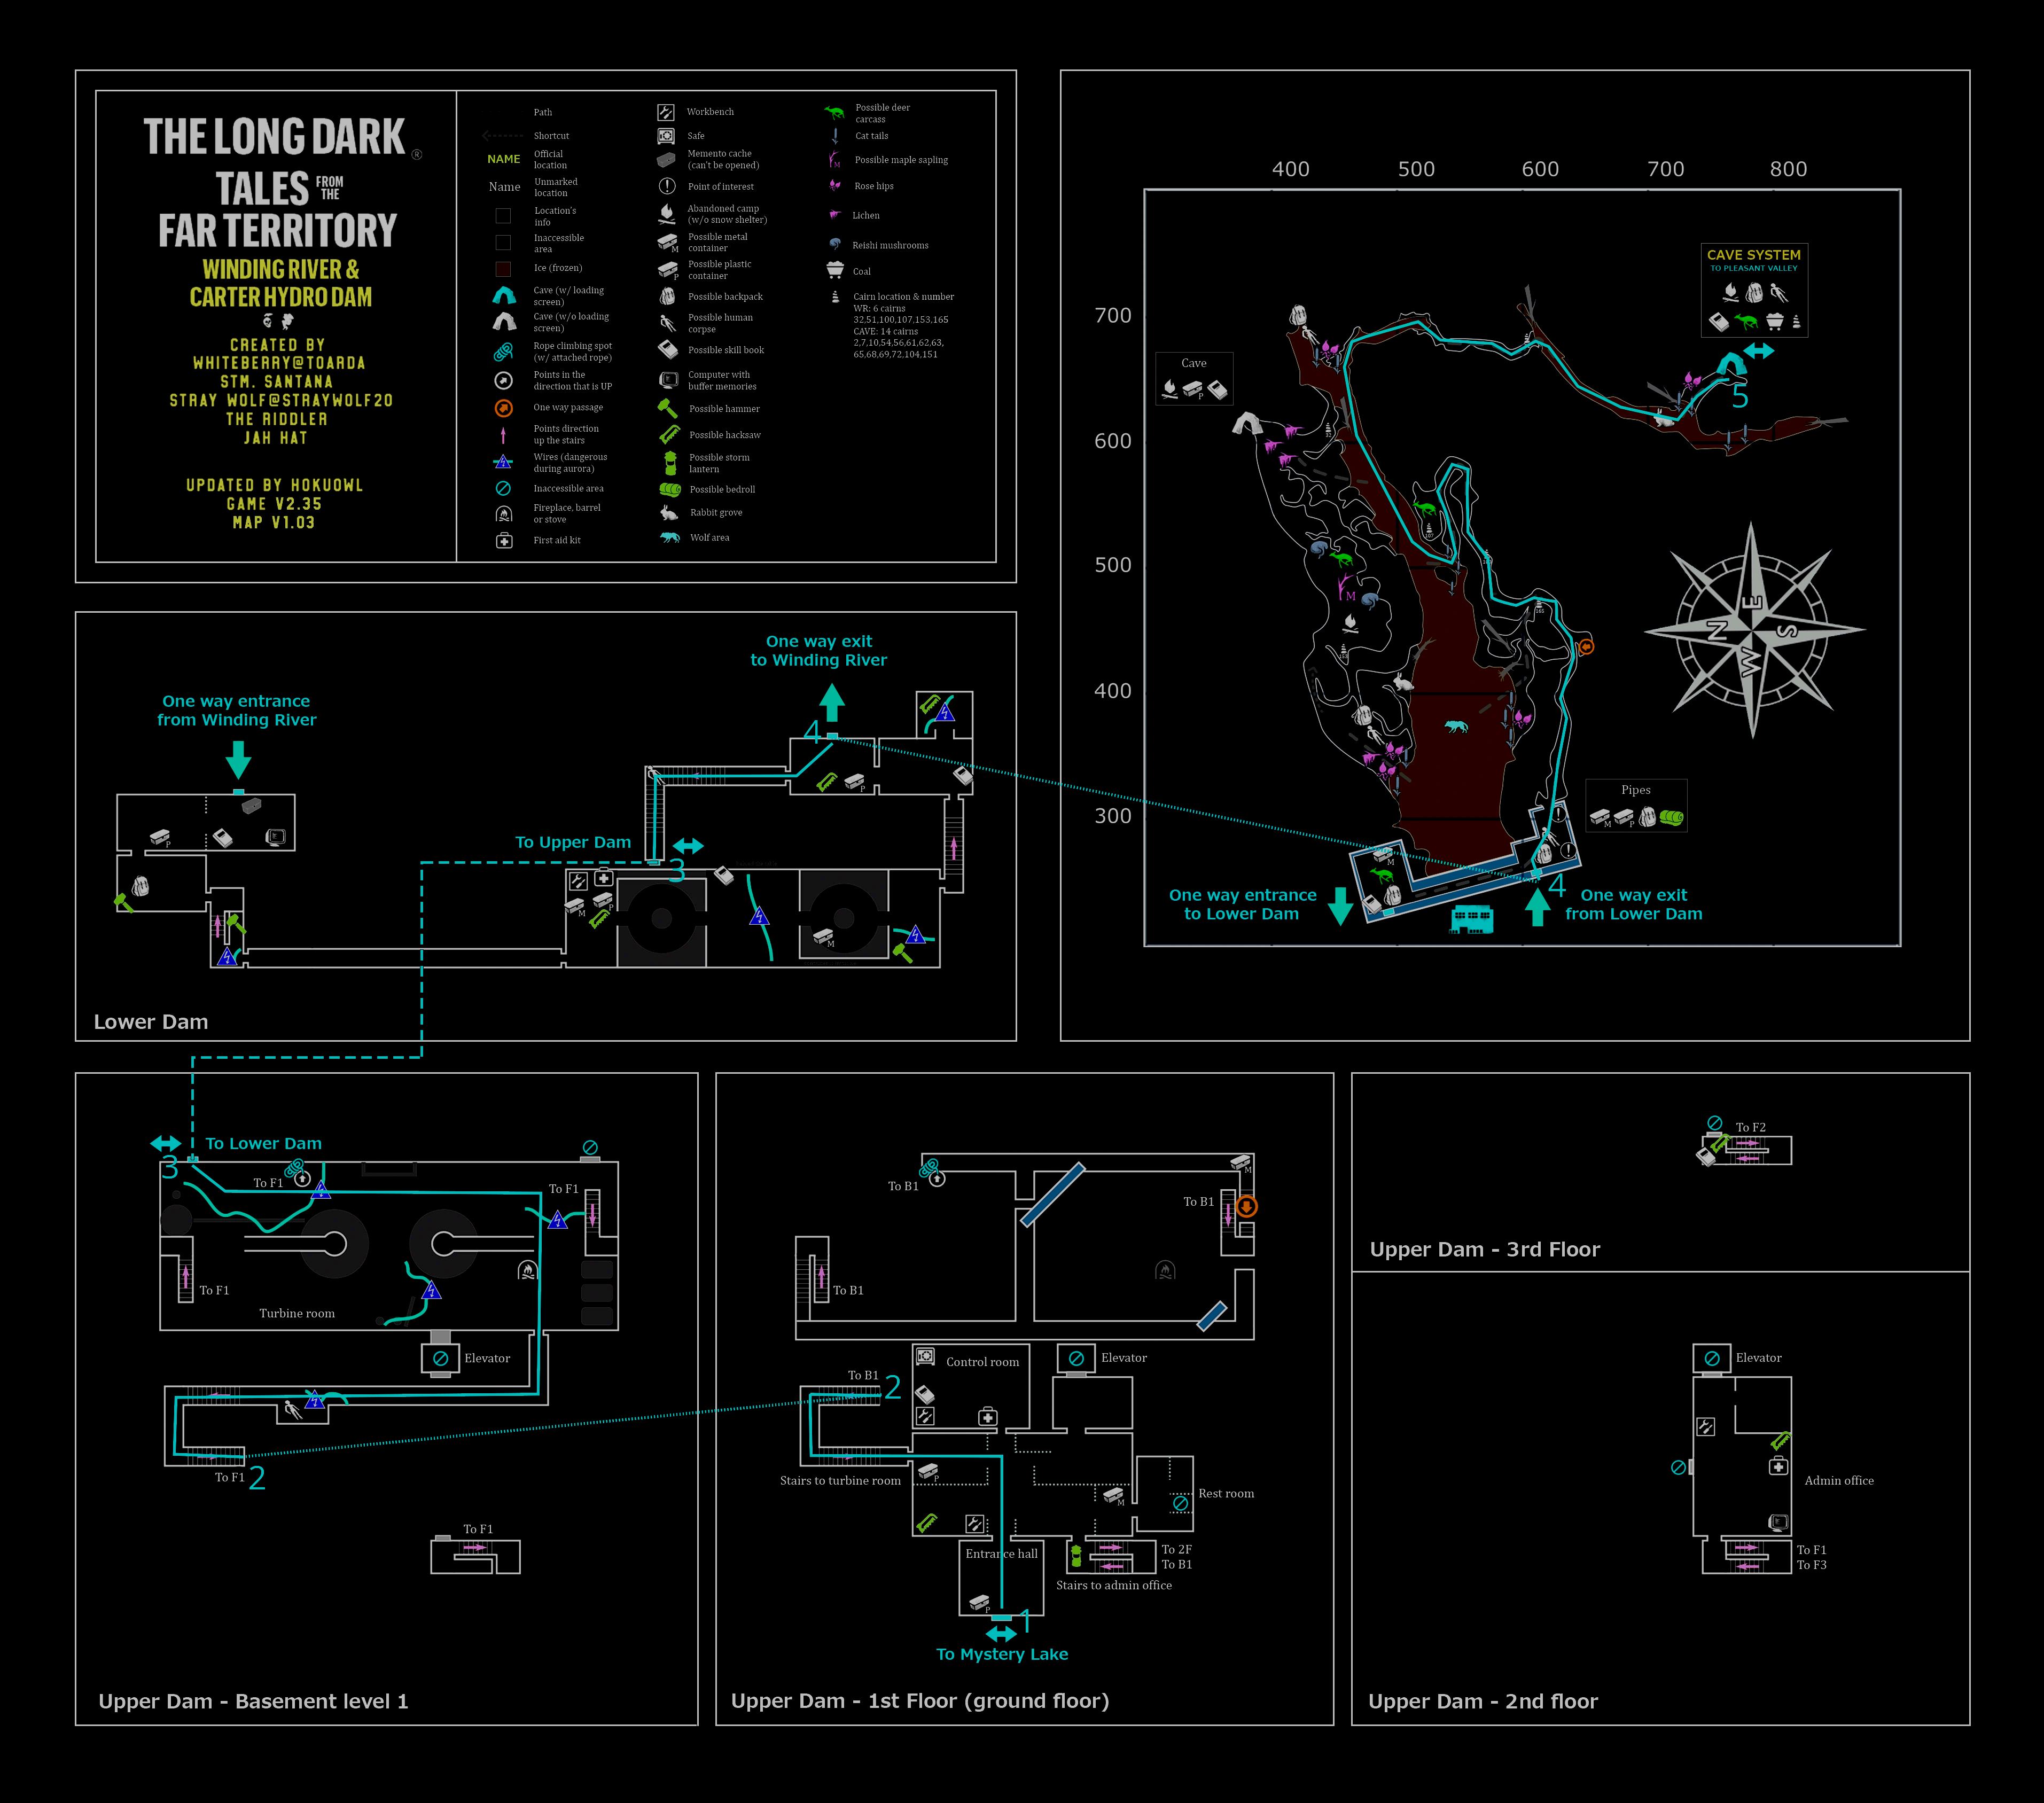 THE LONG DARK ®
TALES FROM THE
FAR TERRITORY
WINDING RIVER &
CARTER HYDRO DAM
CREATED BY
WHITEBERRY@TOARDA
STM. SANTANA
STRAY WOLF@STRAYWOLF20
THE RIDDLER
JAH HAT
UPDATED BY HOKUOWL
GAME V2.35
MAP V1.03
Path
Shortcut
NAME
Official
location
Name
Unmarked
location
Location's
info
Inaccessible
area
Ice (frozen)
Cave (w/ loading
screen)
Cave (w/o loading
screen)
Rope climbing spot
(w/ attached rope)
Points in the
direction that is UP
One way passage
Points direction
up the stairs
Wires (dangerous
during aurora)
Inaccessible area
Fireplace, barrel
or stove
First aid kit
Workbench
Safe
Memento cache
(can't be opened)
Point of interest
Abandoned camp
(w/o snow shelter)
M
Possible metal
container
P
Possible plastic
container
Possible backpack
Possible human
corpse
Possible skill book
Computer with
buffer memories
Possible hammer
Possible hacksaw
Possible storm
lantern
Possible bedroll
Rabbit grove
Wolf area
Possible deer
carcass
Cat tails
M
Possible maple sapling
Rose hips
Lichen
Reishi mushrooms
Coal
Cairn location & number
WR: 6 cairns
32,51,100,107,153,165
CAVE: 14 cairns
2,7,10,54,56,61,62,63,
65,68,69,72,104,151
400 500 600 700 800
700
600
500
400
300
CAVE SYSTEM
TO PLEASANT VALLEY
5
Cave
P
M
165
N E S W
Pipes
M P
M
4
One way entrance
to Lower Dam
One way exit
from Lower Dam
One way exit
to Winding River
One way entrance
from Winding River
4
P
P
To Upper Dam
3
M P
M
Lower Dam
To Lower Dam
3
To F1
To F1
To F1
Turbine room
Elevator
To F1
2
To F1
Upper Dam - Basement level 1
M
To B1
To B1
To B1
Control room
Elevator
To B1
2
P
Stairs to turbine room
M
Rest room
Entrance hall
To 2F
To B1
Stairs to admin office
P
1
To Mystery Lake
Upper Dam - 1st Floor (ground floor)
To F2
Upper Dam - 3rd Floor
Elevator
Admin office
To F1
To F3
Upper Dam - 2nd floor